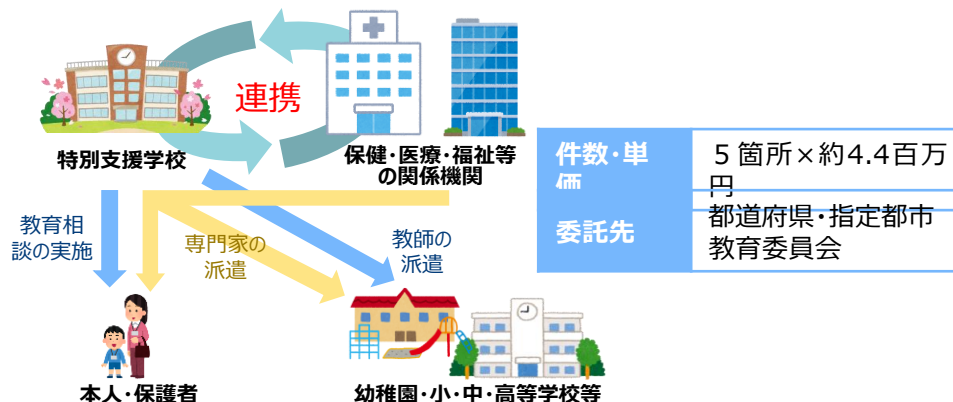 連携
特別支援学校
保健・医療・福祉等
の関係機関
件数・単
価
５箇所×約4.4百万
円
委託先
都道府県・指定都市
教育委員会
教育相
談の実施
専門家の
派遣
教師の
派遣
本人・保護者
幼稚園・小・中・高等学校等